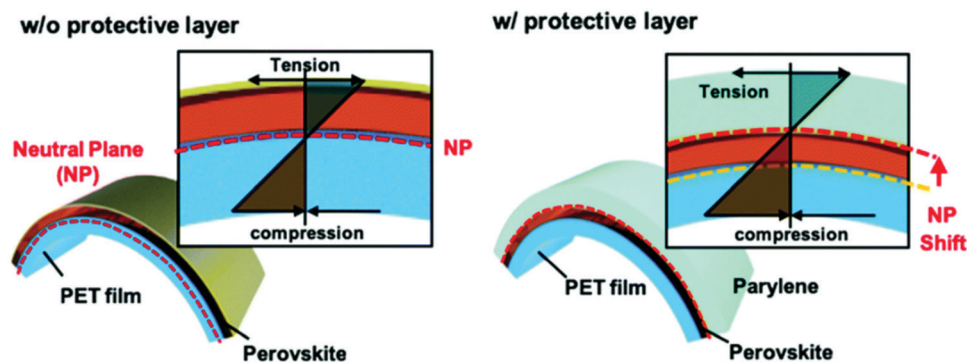 w/o protective layer
Tension
Neutral Plane
(NP)
NP
compression
PET film
Perovskite
w/ protective layer
Tension
NP
Shift
compression
PET film
Parylene
Perovskite